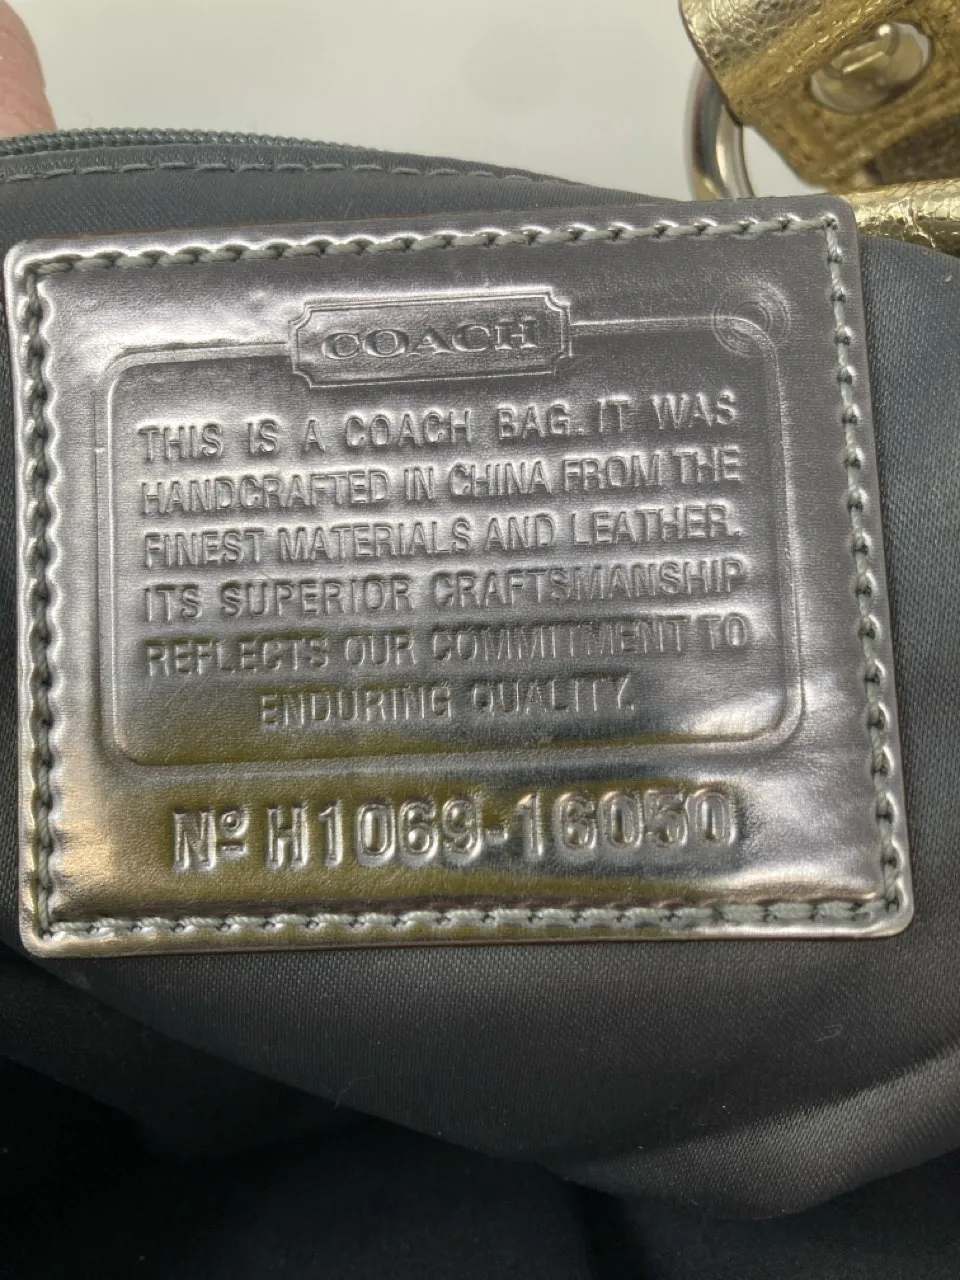 COACH
THIS IS A COACH BAG. IT WAS
HANDCRAFTED IN CHINA FROM THE
FINEST MATERIALS AND LEATHER.
ITS SUPERIOR CRAFTSMANSHIP
REFLECTS OUR COMMITMENT TO
ENDURING QUALITY.
Nº H1069-16050